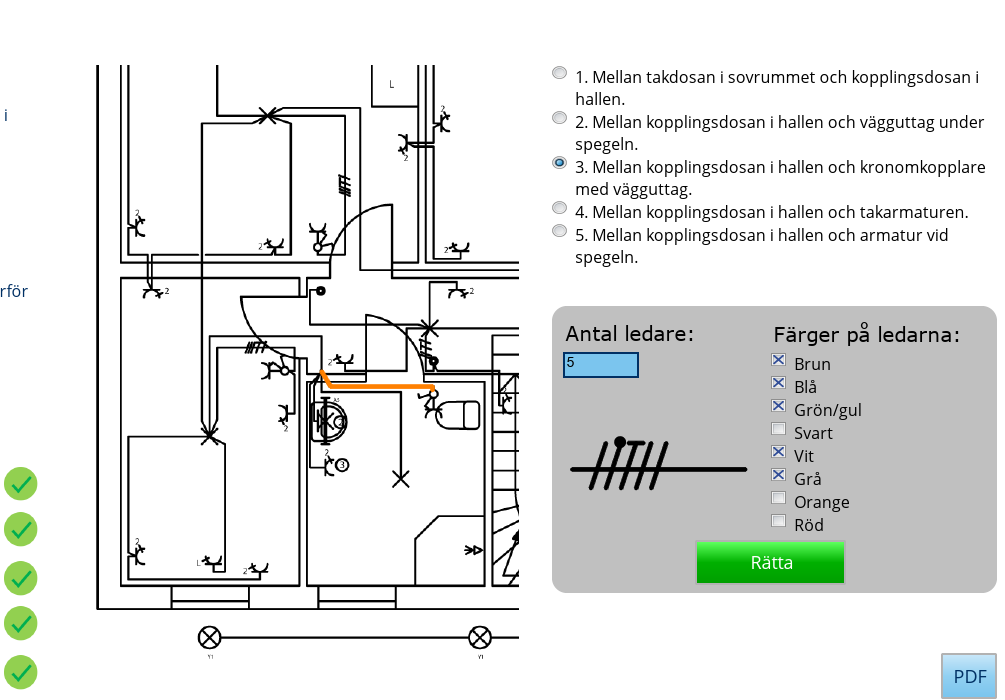 i
rför
1. Mellan takdosan i sovrummet och kopplingsdosan i
hallen.
2. Mellan kopplingsdosan i hallen och vägguttag under
spegeln.
3. Mellan kopplingsdosan i hallen och kronomkopplare
med vägguttag.
4. Mellan kopplingsdosan i hallen och takarmaturen.
5. Mellan kopplingsdosan i hallen och armatur vid
spegeln.
Antal ledare:
5
Färger på ledarna:
Brun
Blå
Grön/gul
Svart
Vit
Grå
Orange
Röd
Rätta
PDF
L
2
2
2
2
2
2
2
2
2
2
2
3
2
L
2